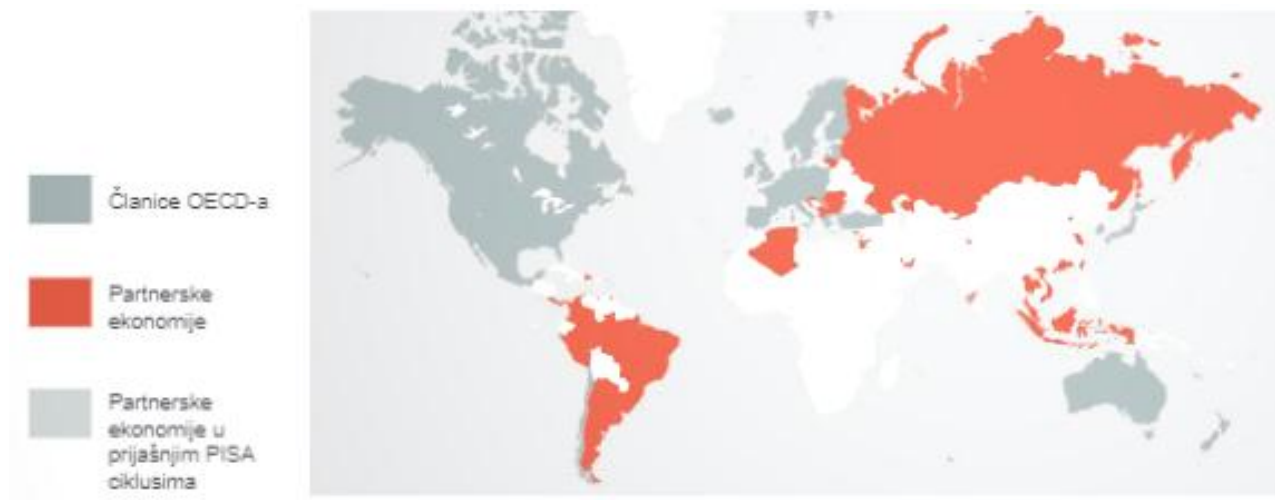 Članice OECD-a
Partnerske
ekonomije
Partnerske
ekonomije u
prijašnjim PISA
ciklusima